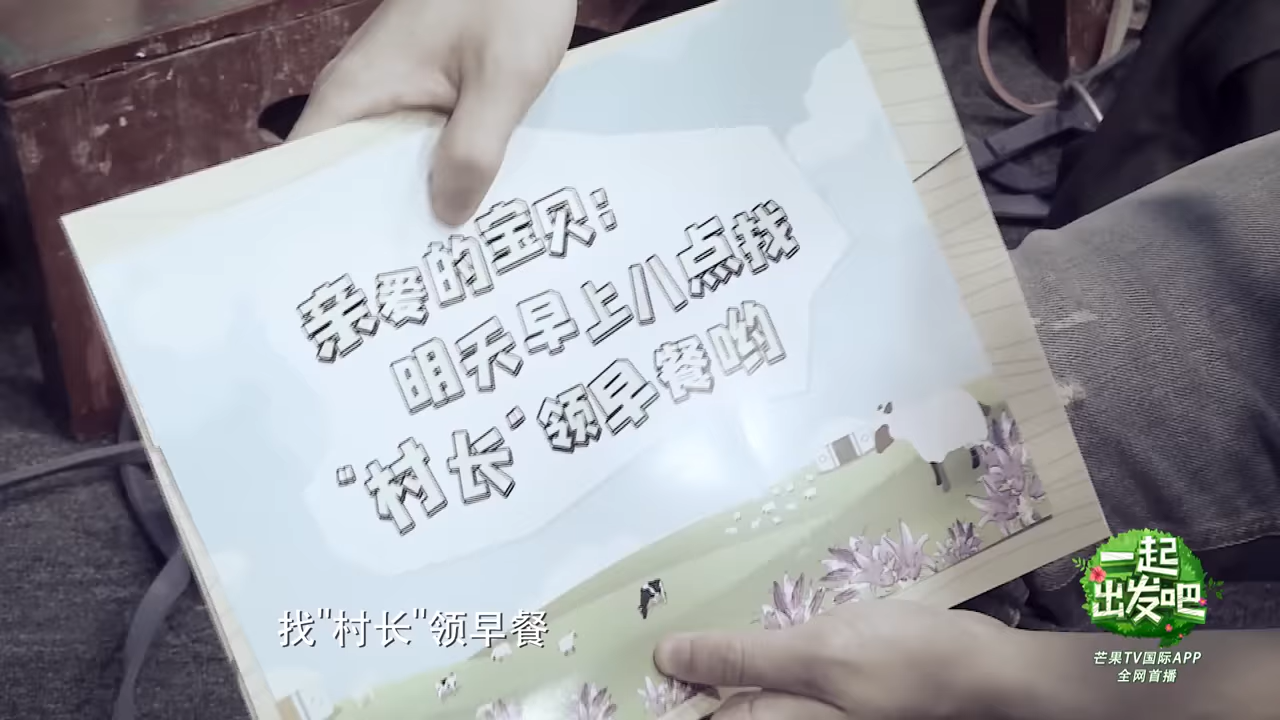 亲爱的宝贝：
明天早上八点找
“村长”领早餐哟
找"村长"领早餐
一起
出发吧
芒果TV国际APP
全网首播